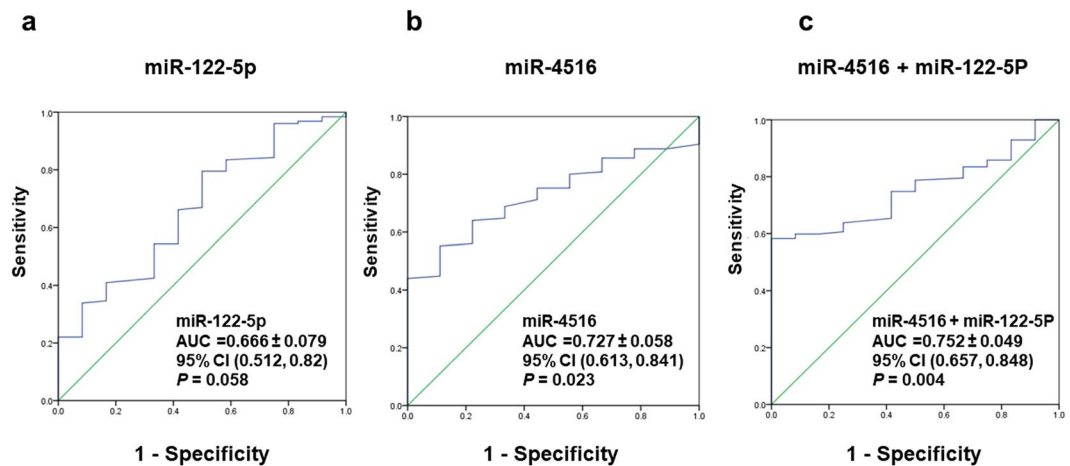 a
miR-122-5p
Sensitivity
1.0
0.8
0.6
0.4
0.2
0.0
miR-122-5p
AUC =0.666 ± 0.079
95% CI (0.512, 0.82)
P = 0.058
0.0 0.2 0.4 0.6 0.8 1.0
1 - Specificity
b
miR-4516
Sensitivity
1.0
0.8
0.6
0.4
0.2
0.0
miR-4516
AUC =0.727 ± 0.058
95% CI (0.613, 0.841)
P = 0.023
0.0 0.2 0.4 0.6 0.8 1.0
1 - Specificity
c
miR-4516 + miR-122-5P
Sensitivity
1.0
0.8
0.6
0.4
0.2
0.0
miR-4516 + miR-122-5P
AUC =0.752 ± 0.049
95% CI (0.657, 0.848)
P = 0.004
0.0 0.2 0.4 0.6 0.8 1.0
1 - Specificity